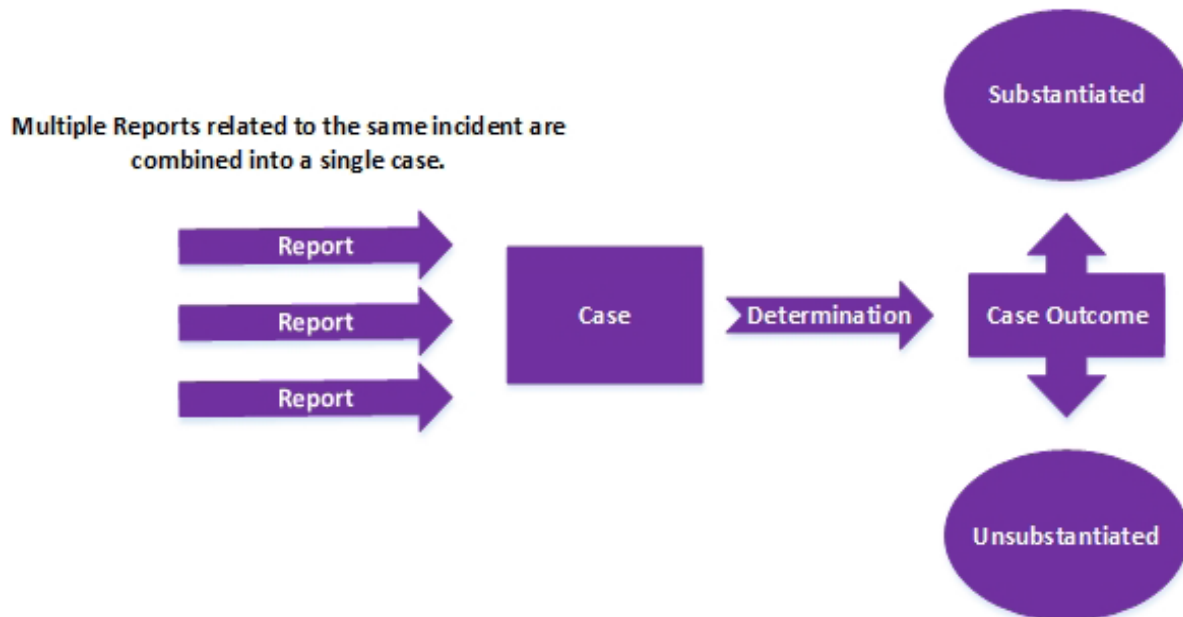 Substantiated
Multiple Reports related to the same incident are
combined into a single case.
Report
Report
Report
Case
Determination
Case Outcome
Unsubstantiated